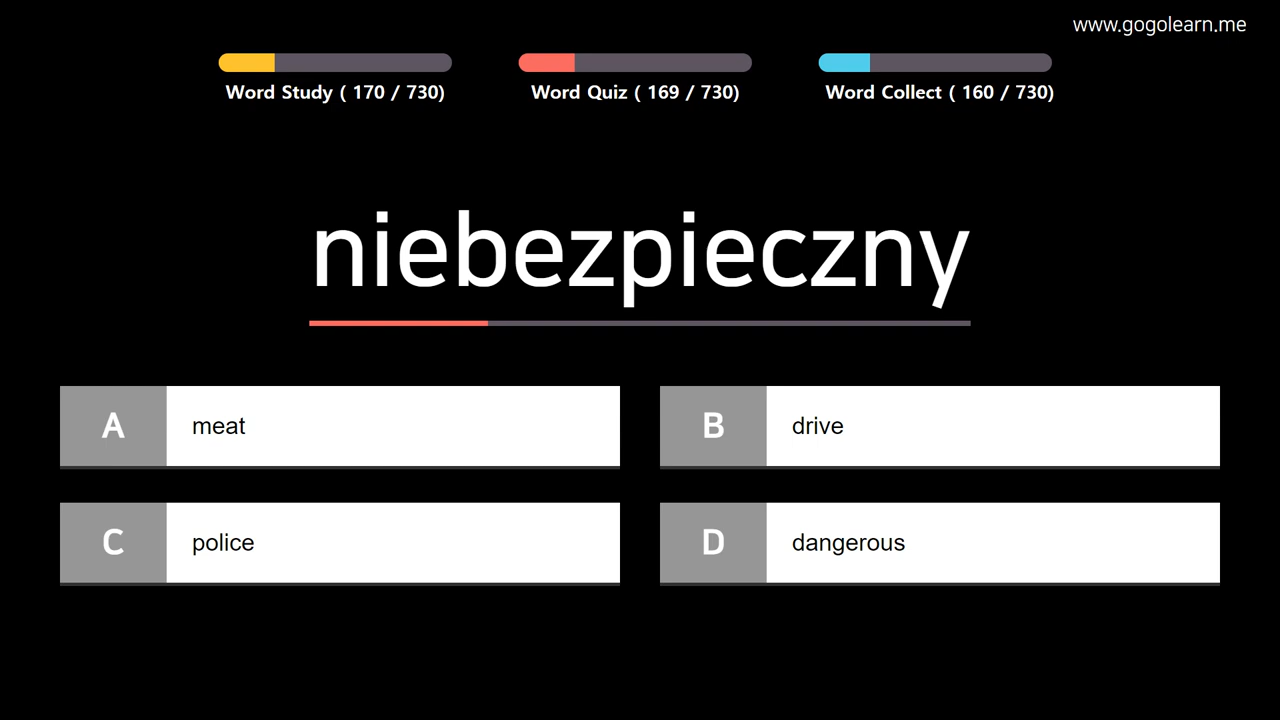 www.gogolearn.me
Word Study ( 170 / 730)
Word Quiz ( 169 / 730)
Word Collect ( 160 / 730)
niebezpieczny
A meat
B drive
C police
D dangerous